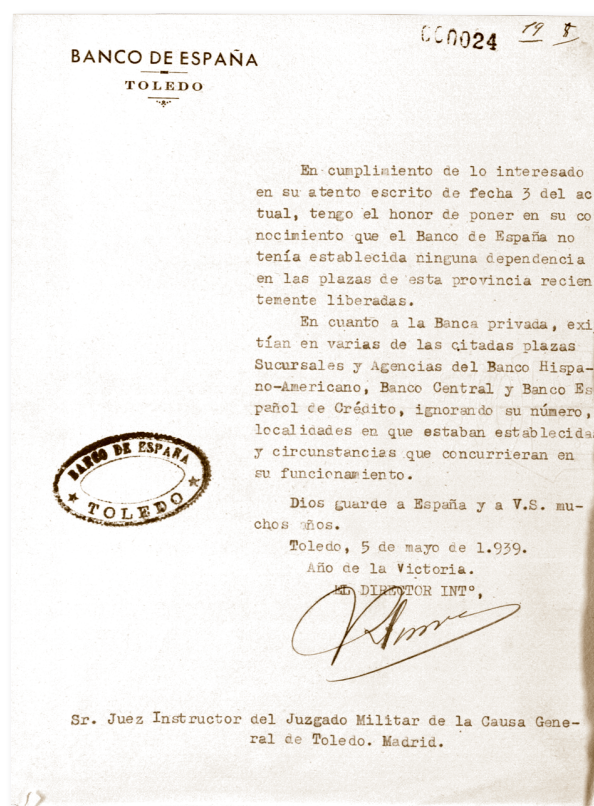 000024 19 8
BANCO DE ESPAÑA
TOLEDO
En cumplimiento de lo interesado
en su atento escrito de fecha 3 del ac
tual, tengo el honor de poner en su co
nocimiento que el Banco de España no
tenía establecida ninguna dependencia
en las plazas de esta provincia recien
temente liberadas.
En cuanto a la Banca privada, exi
tían en varias de las citadas plazas
Sucursales y Agencias del Banco Hispa-
no-Americano, Banco Central y Banco Es
pañol de Crédito, ignorando su número,
localidades en que estaban establecidas
y circunstancias que concurrieran en
su funcionamiento.
BANCO DE ESPAÑA
TOLEDO
Dios guarde a España y a V.S. mu-
chos años.
Toledo, 5 de mayo de 1.939.
Año de la Victoria.
EL DIRECTOR INTº,
Sr. Juez Instructor del Juzgado Militar de la Causa Gene-
ral de Toledo. Madrid.